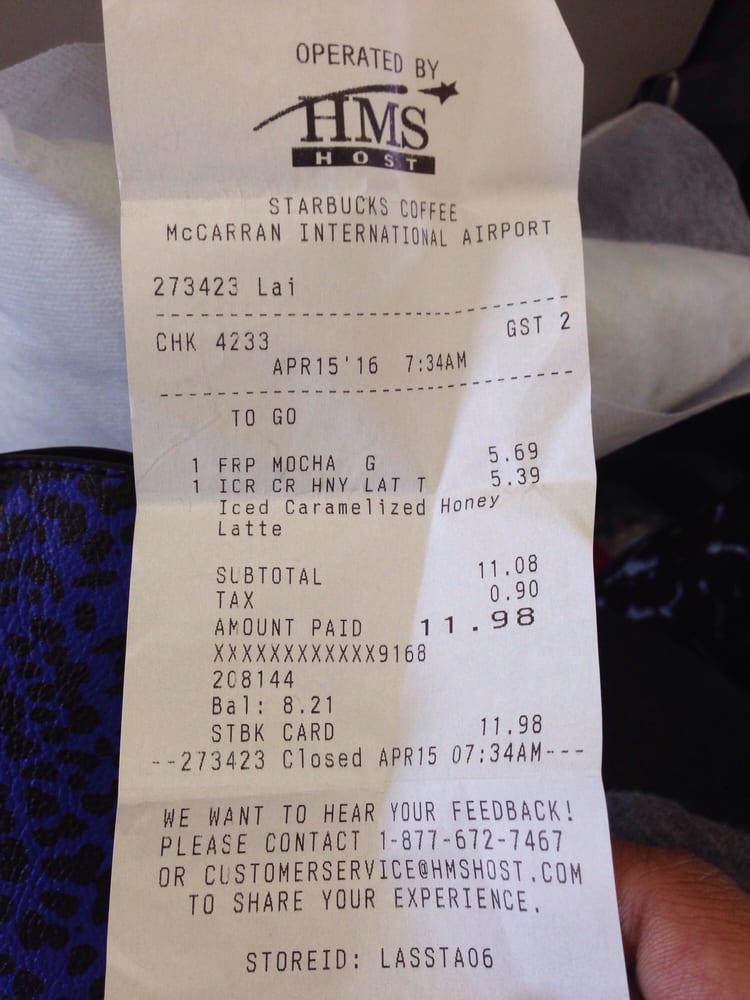 OPERATED BY
HMS
HOST
STARBUCKS COFFEE
McCARRAN INTERNATIONAL AIRPORT
273423 Lai
--------------------------------
CHK 4233 GST 2
APR15'16 7:34AM
--------------------------------
TO GO
1 FRP MOCHA G 5.69
1 ICR CR HNY LAT T 5.39
Iced Caramelized Honey
Latte
SUBTOTAL 11.08
TAX 0.90
AMOUNT PAID 11.98
XXXXXXXXXXXX9168
208144
Bal: 8.21
STBK CARD 11.98
--273423 Closed APR15 07:34AM---
WE WANT TO HEAR YOUR FEEDBACK!
PLEASE CONTACT 1-877-672-7467
OR CUSTOMERSERVICE@HMSHOST.COM
TO SHARE YOUR EXPERIENCE.
STOREID: LASSTA06